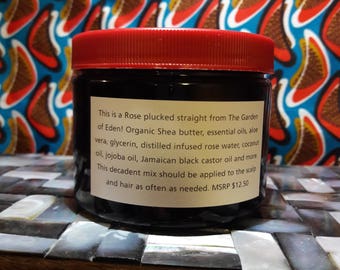 This is a Rose plucked straight from The Garden
of Eden! Organic Shea butter, essential oils, aloe
vera, glycerin, distilled infused rose water, coconut
oil, jojoba oil, Jamaican black castor oil and more.
This decadent mix should be applied to the scalp
and hair as often as needed. MSRP $12.50